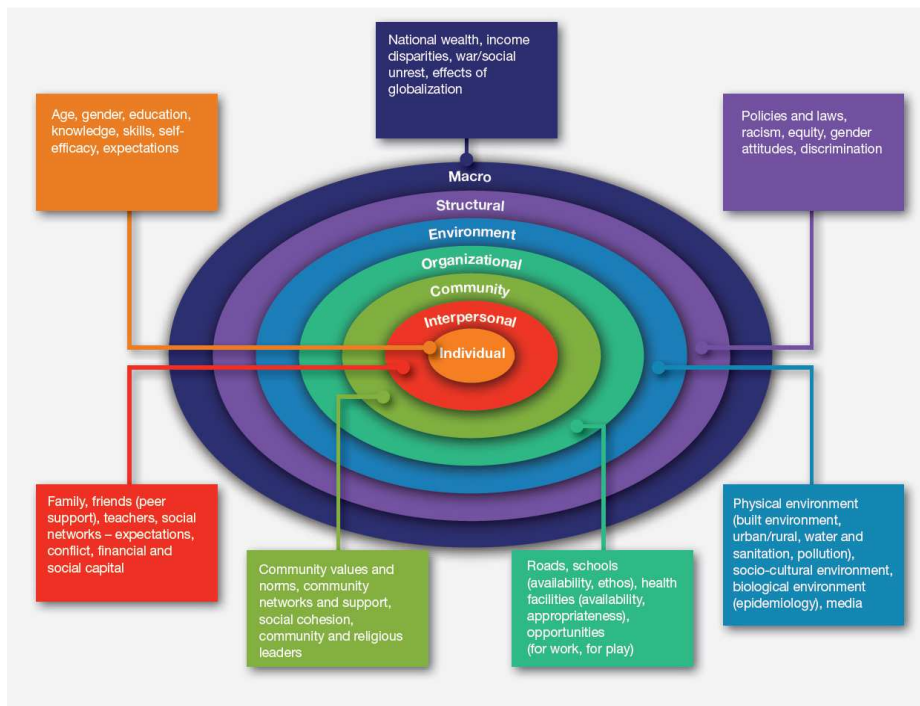 National wealth, income
disparities, war/social
unrest, effects of
globalization
Age, gender, education,
knowledge, skills, self-
efficacy, expectations
Policies and laws,
racism, equity, gender
attitudes, discrimination
Macro
Structural
Environment
Organizational
Community
Interpersonal
Individual
Family, friends (peer
support), teachers, social
networks – expectations,
conflict, financial and
social capital
Community values and
norms, community
networks and support,
social cohesion,
community and religious
leaders
Roads, schools
(availability, ethos), health
facilities (availability,
appropriateness),
opportunities
(for work, for play)
Physical environment
(built environment,
urban/rural, water and
sanitation, pollution),
socio-cultural environment,
biological environment
(epidemiology), media